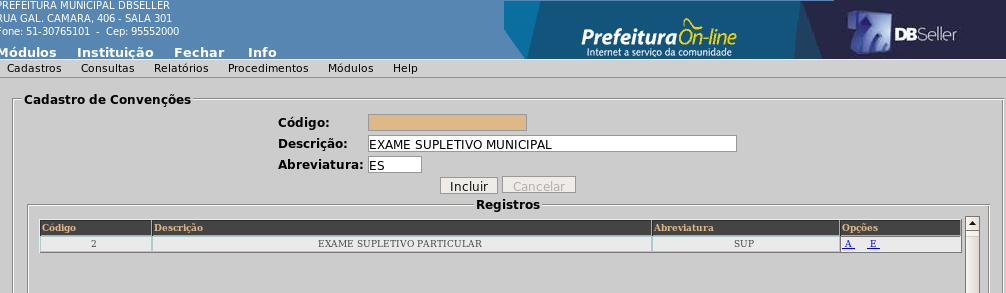 PREFEITURA MUNICIPAL DBSELLER
RUA GAL. CAMARA, 406 - SALA 301
Fone: 51-30765101 - Cep: 95552000
Módulos Instituição Fechar Info
Prefeitura On-line
Internet a serviço da comunidade
DBSeller
Cadastros Consultas Relatórios Procedimentos Módulos Help
Cadastro de Convenções
Código:
Descrição: EXAME SUPLETIVO MUNICIPAL
Abreviatura: ES
Incluir Cancelar
Registros
Código Descrição Abreviatura Opções
2 EXAME SUPLETIVO PARTICULAR SUP A E